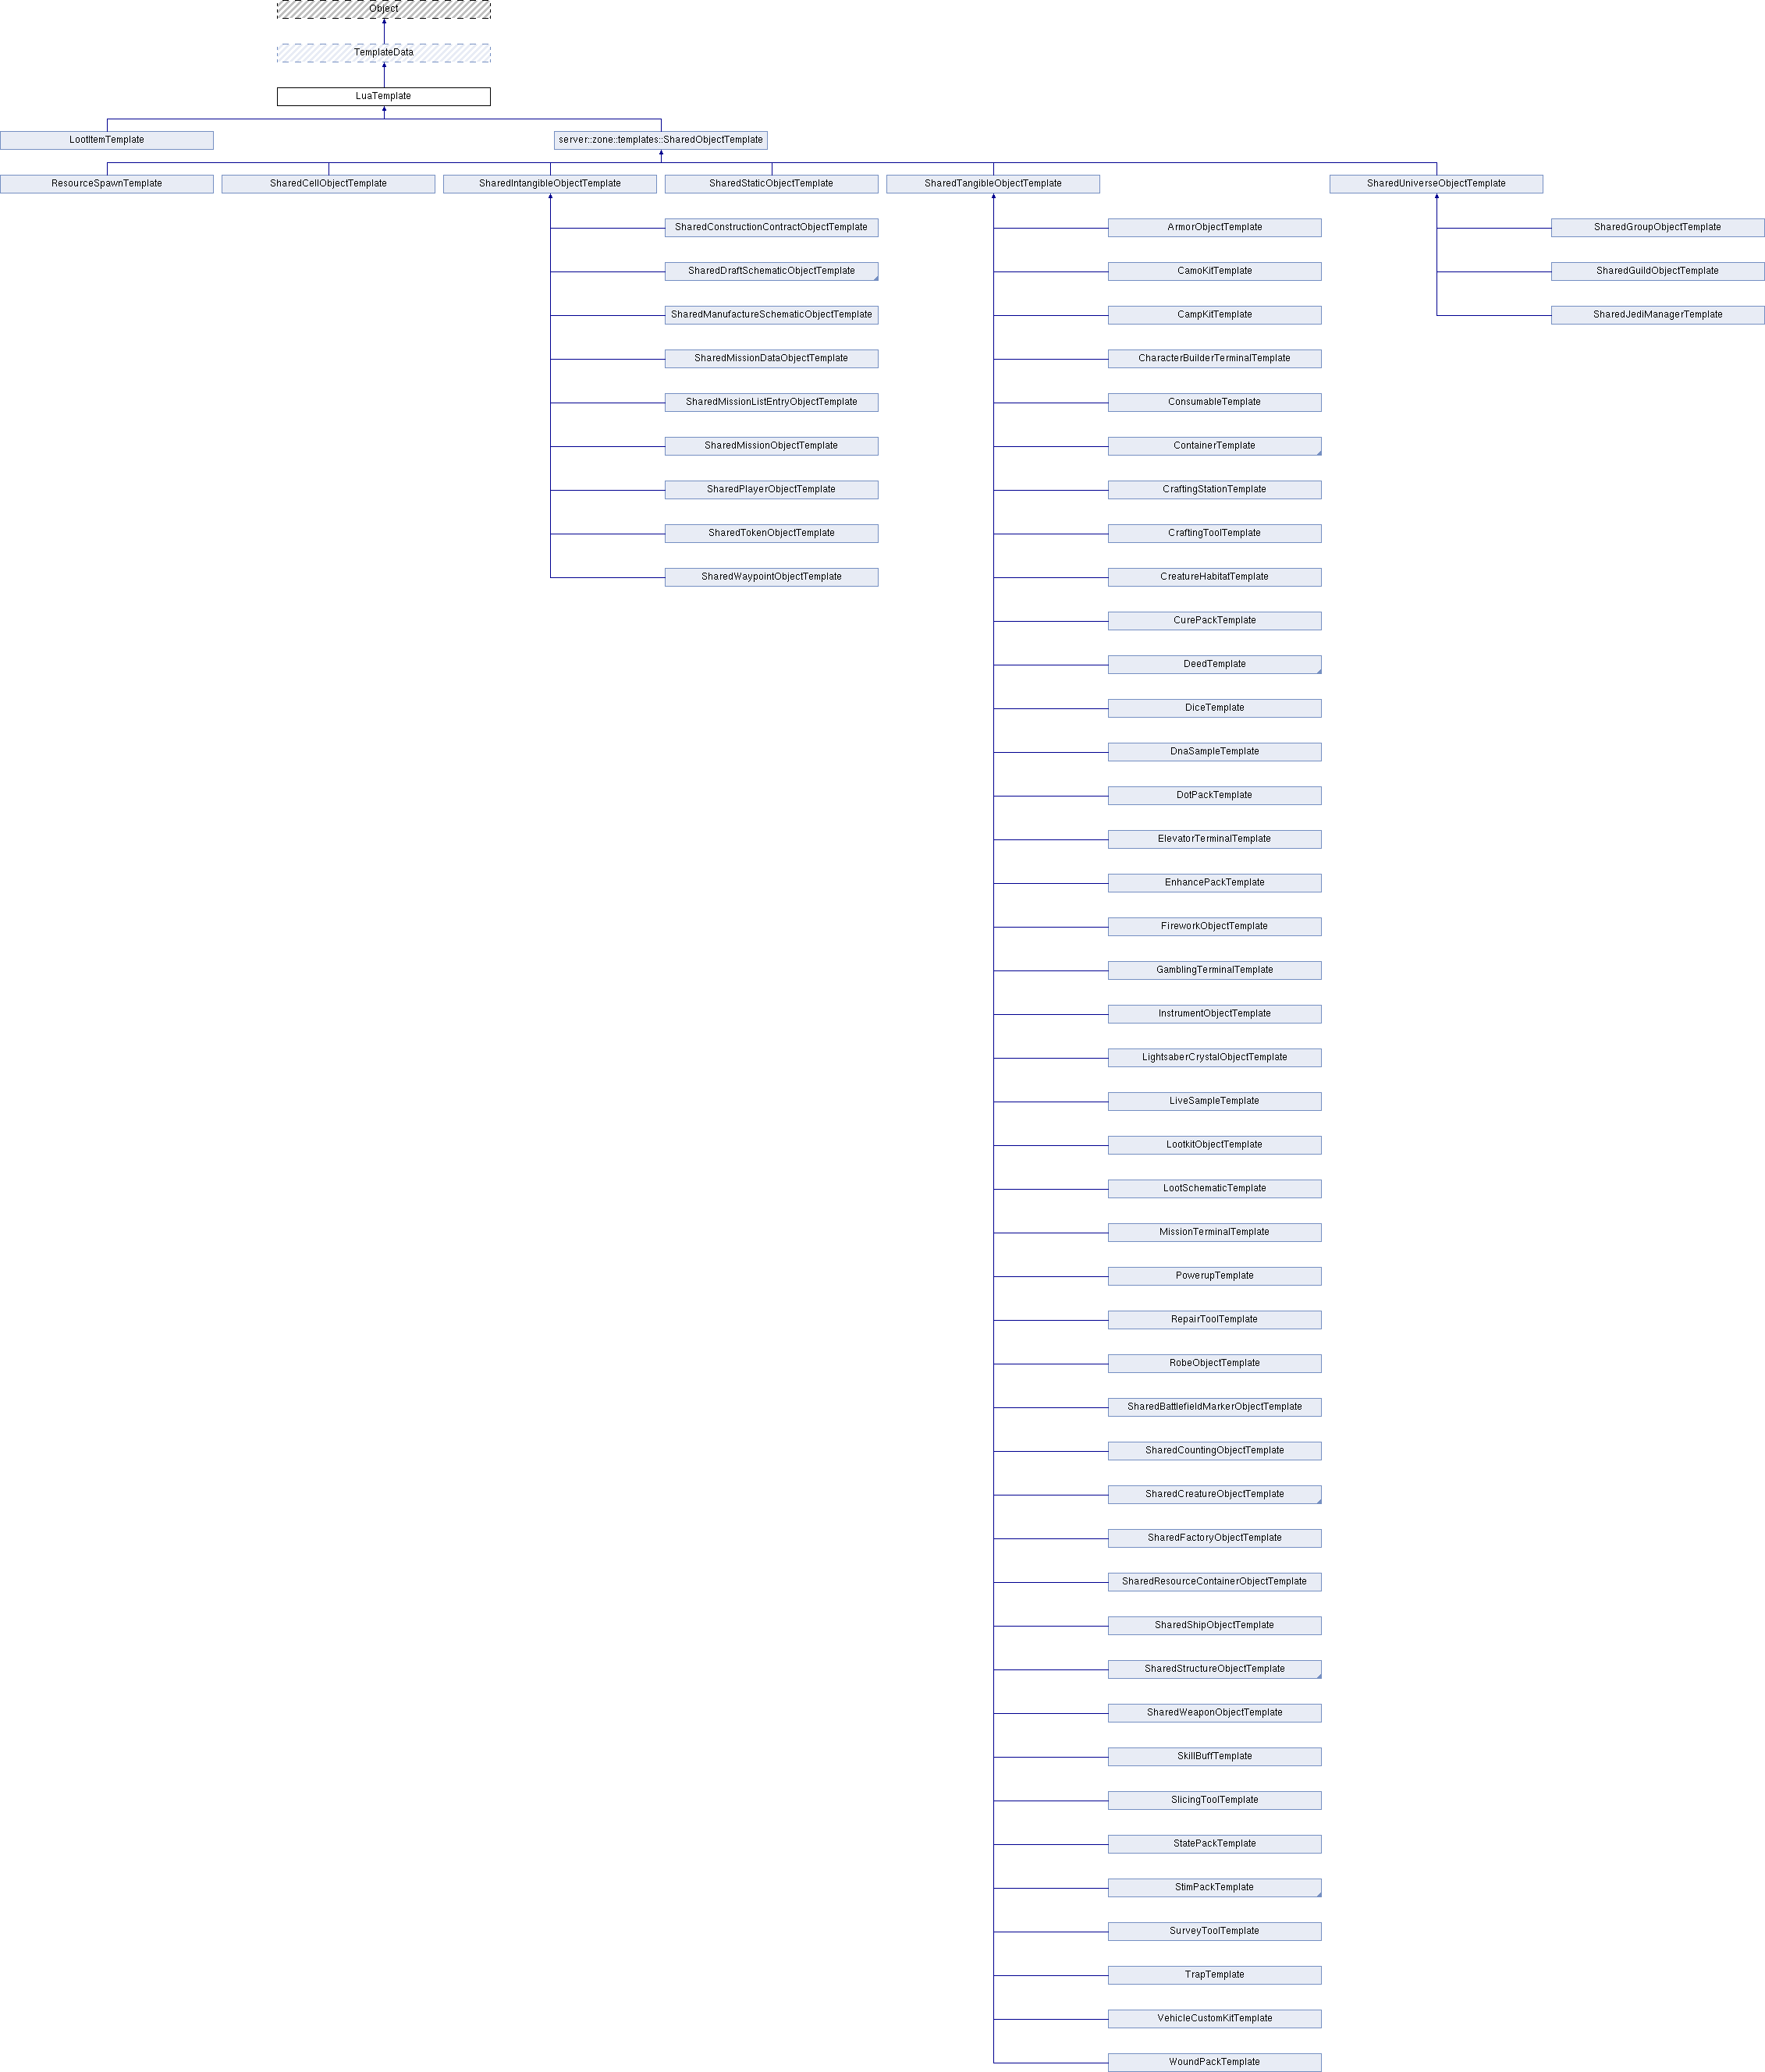 Object
TemplateData
LuaTemplate
LootItemTemplate
server::zone::templates::SharedObjectTemplate
ResourceSpawnTemplate
SharedCellObjectTemplate
SharedIntangibleObjectTemplate
SharedStaticObjectTemplate
SharedTangibleObjectTemplate
SharedUniverseObjectTemplate
SharedConstructionContractObjectTemplate
SharedDraftSchematicObjectTemplate
SharedManufactureSchematicObjectTemplate
SharedMissionDataObjectTemplate
SharedMissionListEntryObjectTemplate
SharedMissionObjectTemplate
SharedPlayerObjectTemplate
SharedTokenObjectTemplate
SharedWaypointObjectTemplate
ArmorObjectTemplate
CamoKitTemplate
CampKitTemplate
CharacterBuilderTerminalTemplate
ConsumableTemplate
ContainerTemplate
CraftingStationTemplate
CraftingToolTemplate
CreatureHabitatTemplate
CurePackTemplate
DeedTemplate
DiceTemplate
DnaSampleTemplate
DotPackTemplate
ElevatorTerminalTemplate
EnhancePackTemplate
FireworkObjectTemplate
GamblingTerminalTemplate
InstrumentObjectTemplate
LightsaberCrystalObjectTemplate
LiveSampleTemplate
LootkitObjectTemplate
LootSchematicTemplate
MissionTerminalTemplate
PowerupTemplate
RepairToolTemplate
RobeObjectTemplate
SharedBattlefieldMarkerObjectTemplate
SharedCountingObjectTemplate
SharedCreatureObjectTemplate
SharedFactoryObjectTemplate
SharedResourceContainerObjectTemplate
SharedShipObjectTemplate
SharedStructureObjectTemplate
SharedWeaponObjectTemplate
SkillBuffTemplate
SlicingToolTemplate
StatePackTemplate
StimPackTemplate
SurveyToolTemplate
TrapTemplate
VehicleCustomKitTemplate
WoundPackTemplate
SharedGroupObjectTemplate
SharedGuildObjectTemplate
SharedJediManagerTemplate